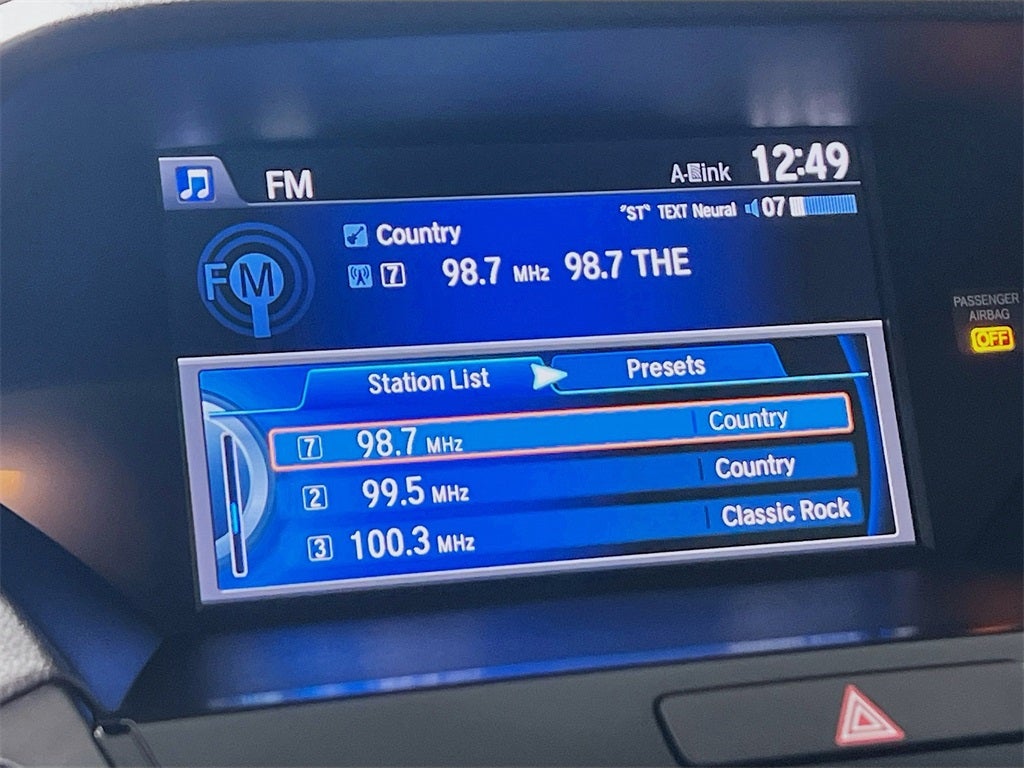 FM
A-Link 12:49
"ST" TEXT Neural 07
Country
FM
7 98.7 MHz 98.7 THE
PASSENGER
AIRBAG
OFF
Station List Presets
7 98.7 MHz Country
2 99.5 MHz Country
3 100.3 MHz Classic Rock